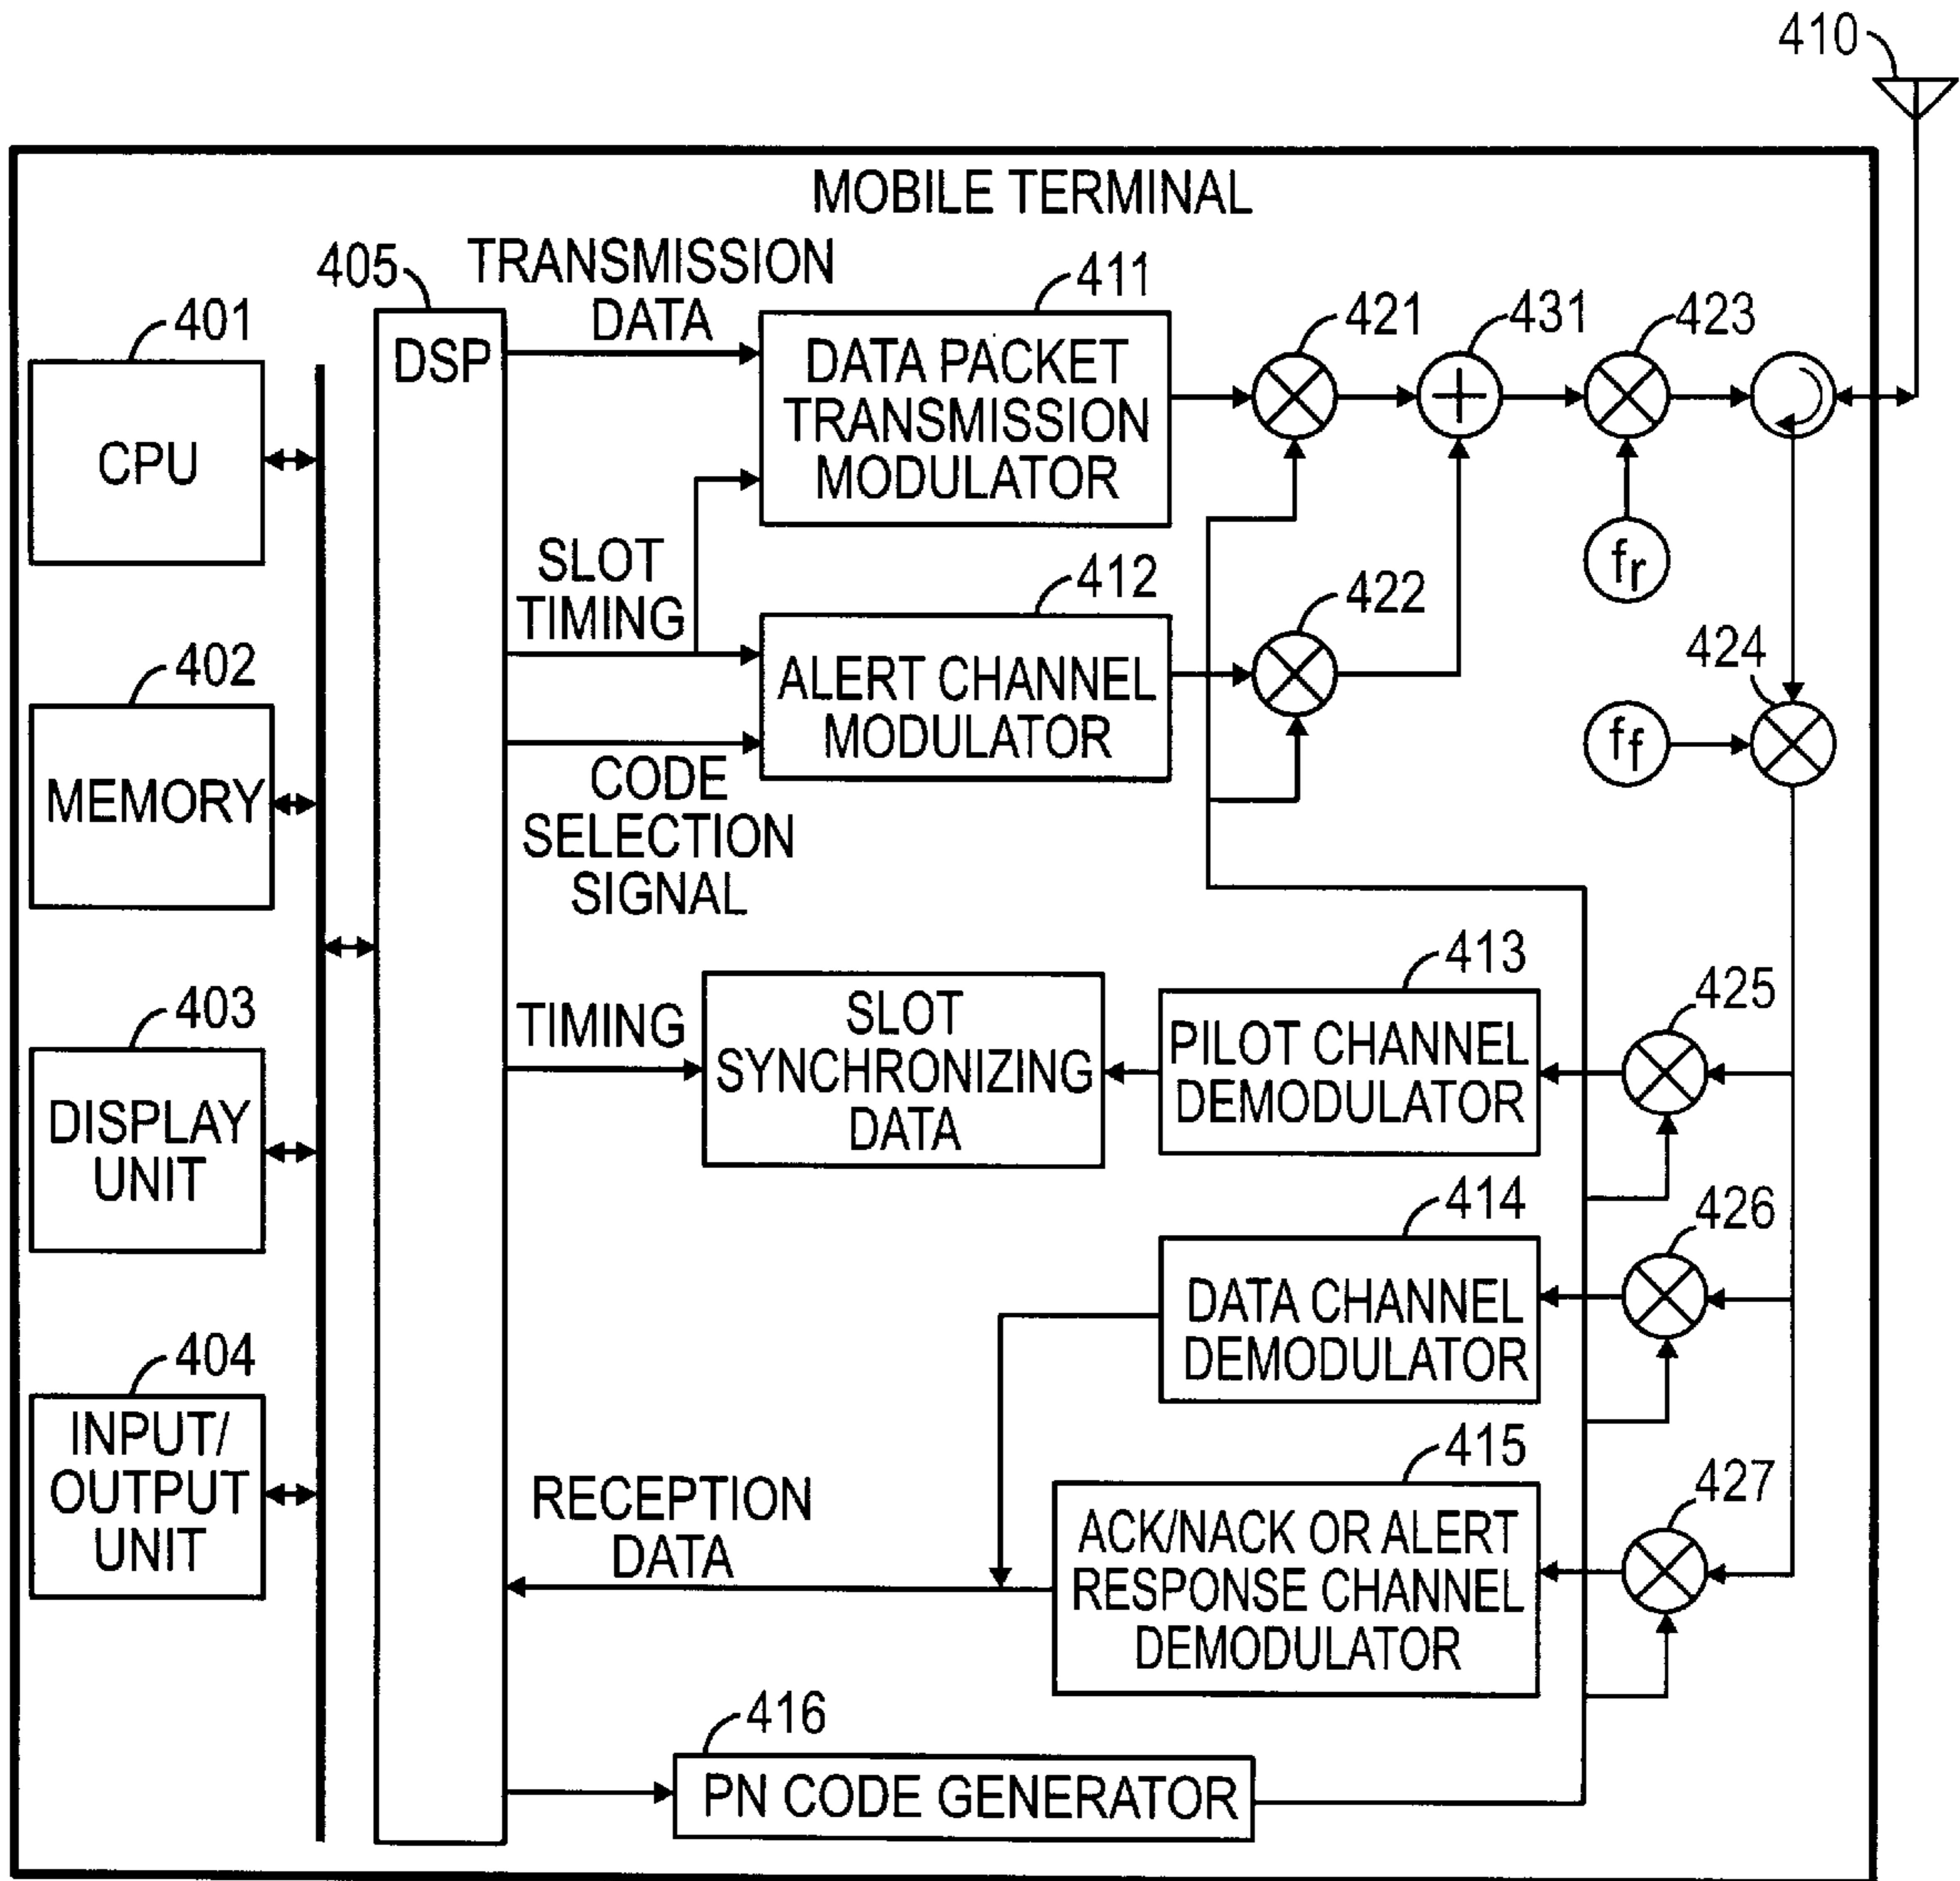 410
MOBILE TERMINAL
405
TRANSMISSION
DATA
411
421
431
423
401
CPU
DSP
DATA PACKET
TRANSMISSION
MODULATOR
fr
SLOT
TIMING
412
422
424
ALERT CHANNEL
MODULATOR
ff
402
MEMORY
CODE
SELECTION
SIGNAL
413
425
403
DISPLAY
UNIT
TIMING
SLOT
SYNCHRONIZING
DATA
PILOT CHANNEL
DEMODULATOR
414
426
DATA CHANNEL
DEMODULATOR
404
INPUT/
OUTPUT
UNIT
415
427
RECEPTION
DATA
ACK/NACK OR ALERT
RESPONSE CHANNEL
DEMODULATOR
416
PN CODE GENERATOR